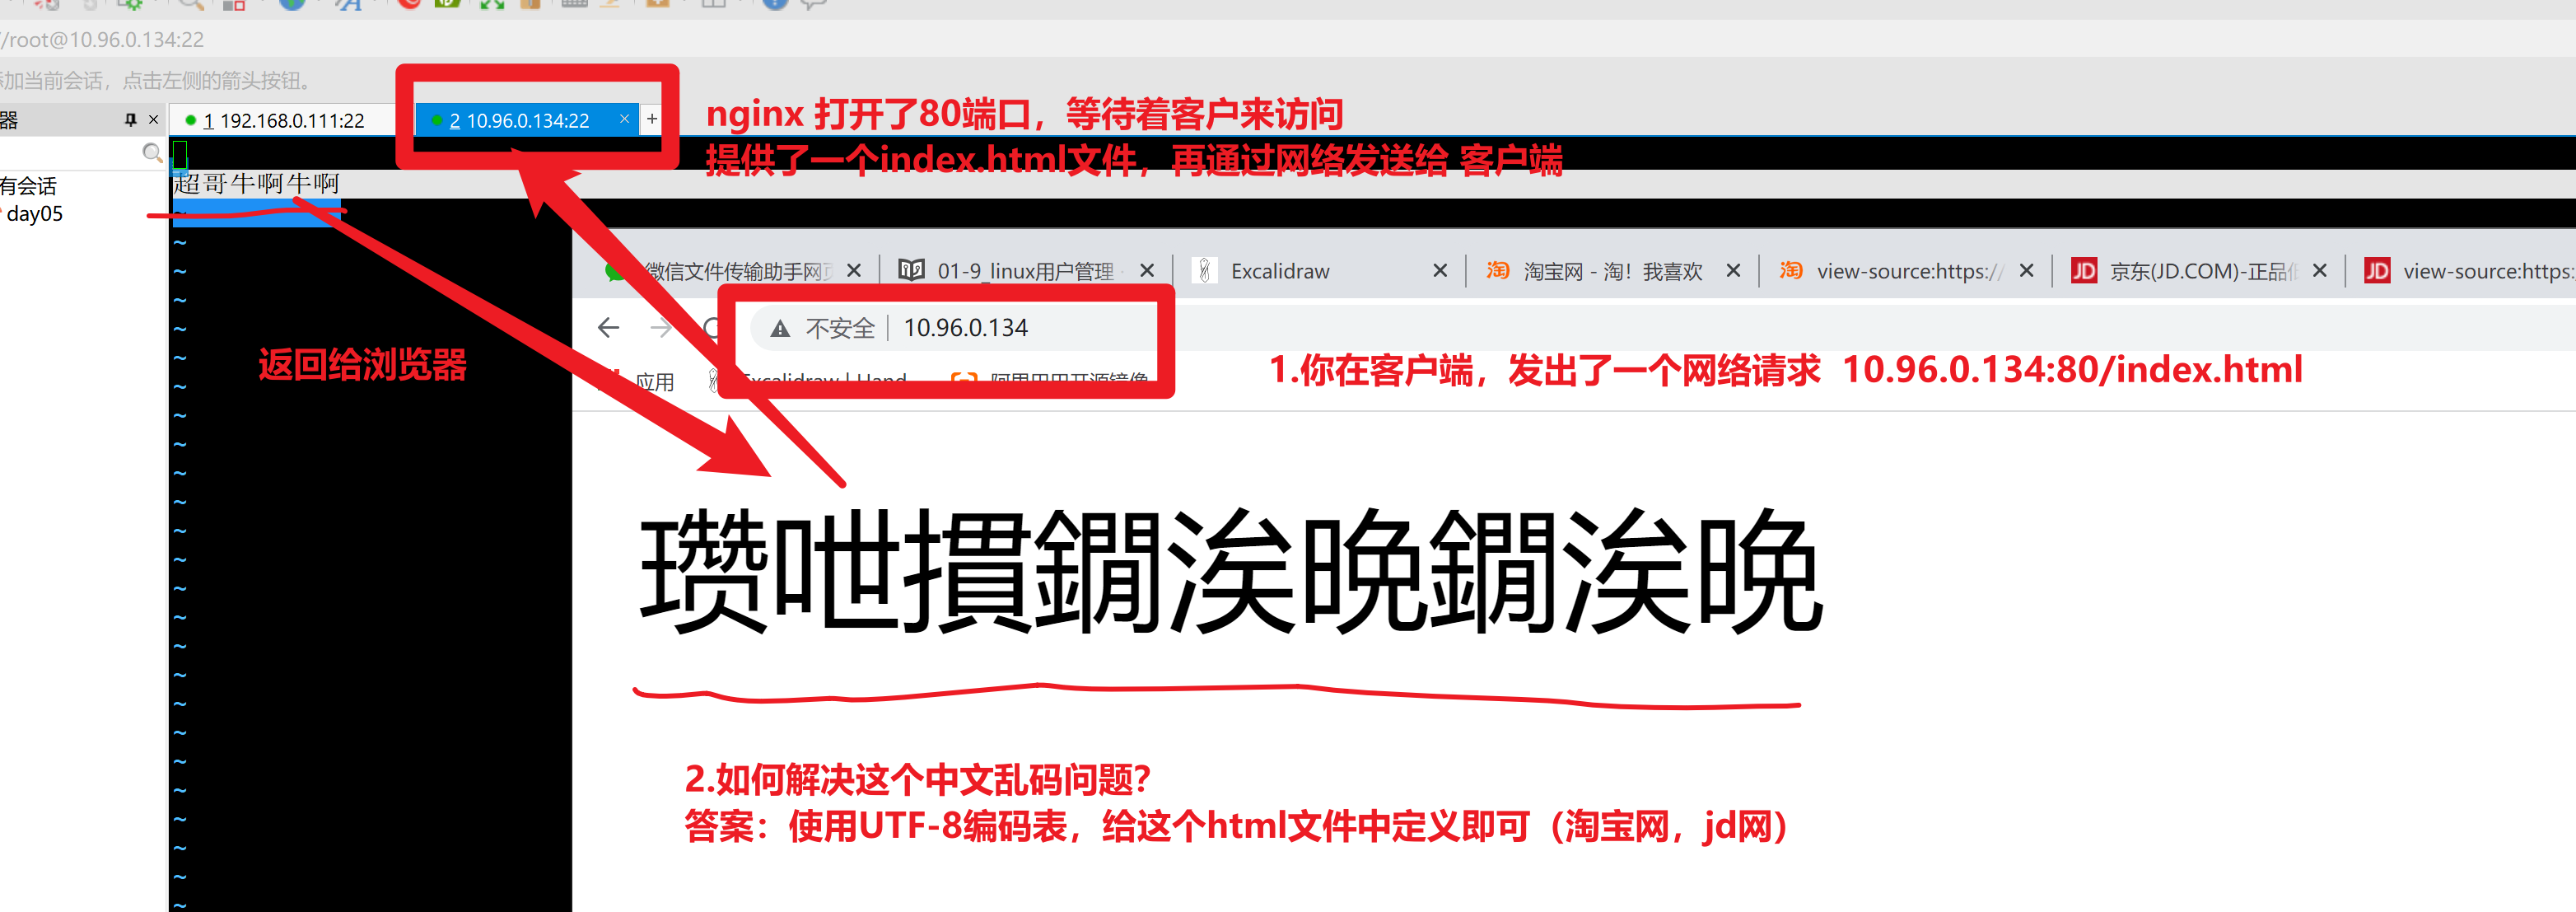 /root@10.96.0.134:22
添加当前会话，点击左侧的箭头按钮。
器
1 192.168.0.111:22
2 10.96.0.134:22
nginx 打开了80端口，等待着客户来访问
提供了一个index.html文件，再通过网络发送给 客户端
超哥牛啊牛啊
有会话
day05
微信文件传输助手网页
01-9_linux用户管理
Excalidraw
淘宝网 - 淘！我喜欢
view-source:https://
京东(JD.COM)-正品低
view-source:https:
不安全
10.96.0.134
返回给浏览器
1.你在客户端，发出了一个网络请求 10.96.0.134:80/index.html
应用
Excalidraw | Hand
阿里巴巴开源镜像
瓒呭摜鐗涘晩鐗涘晩
2.如何解决这个中文乱码问题?
答案：使用UTF-8编码表，给这个html文件中定义即可（淘宝网，jd网）